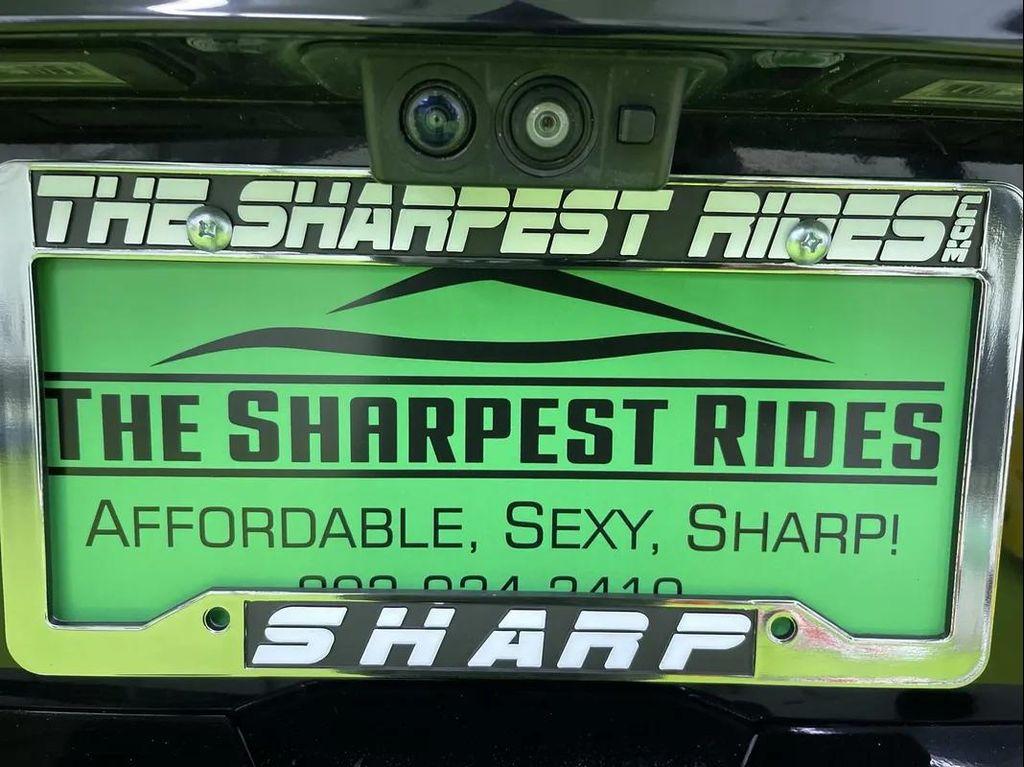 THE SHARPEST RIDES.COM
THE SHARPEST RIDES
AFFORDABLE, SEXY, SHARP!
SHARP